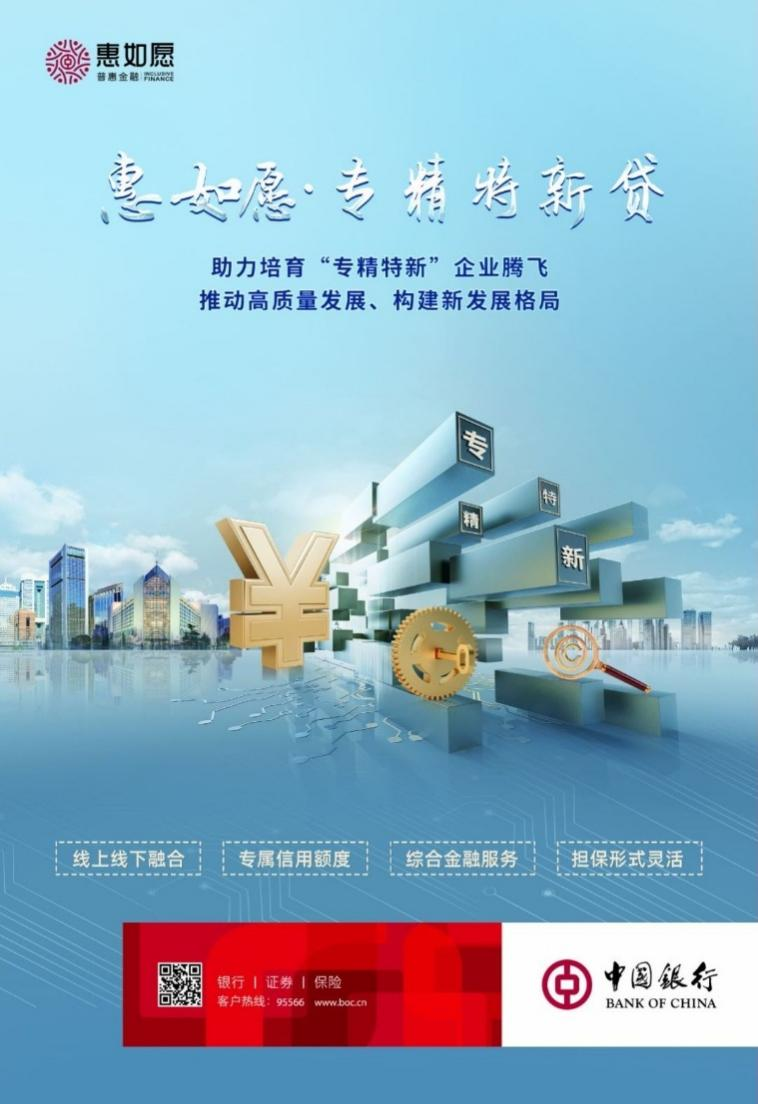 惠如愿
普惠金融 INCLUSIVE FINANCE
惠如愿·专精特新贷
助力培育“专精特新”企业腾飞
推动高质量发展、构建新发展格局
专
精
特
新
线上线下融合
专属信用额度
综合金融服务
担保形式灵活
银行 | 证券 | 保险
客户热线：95566 www.boc.cn
中国銀行
BANK OF CHINA